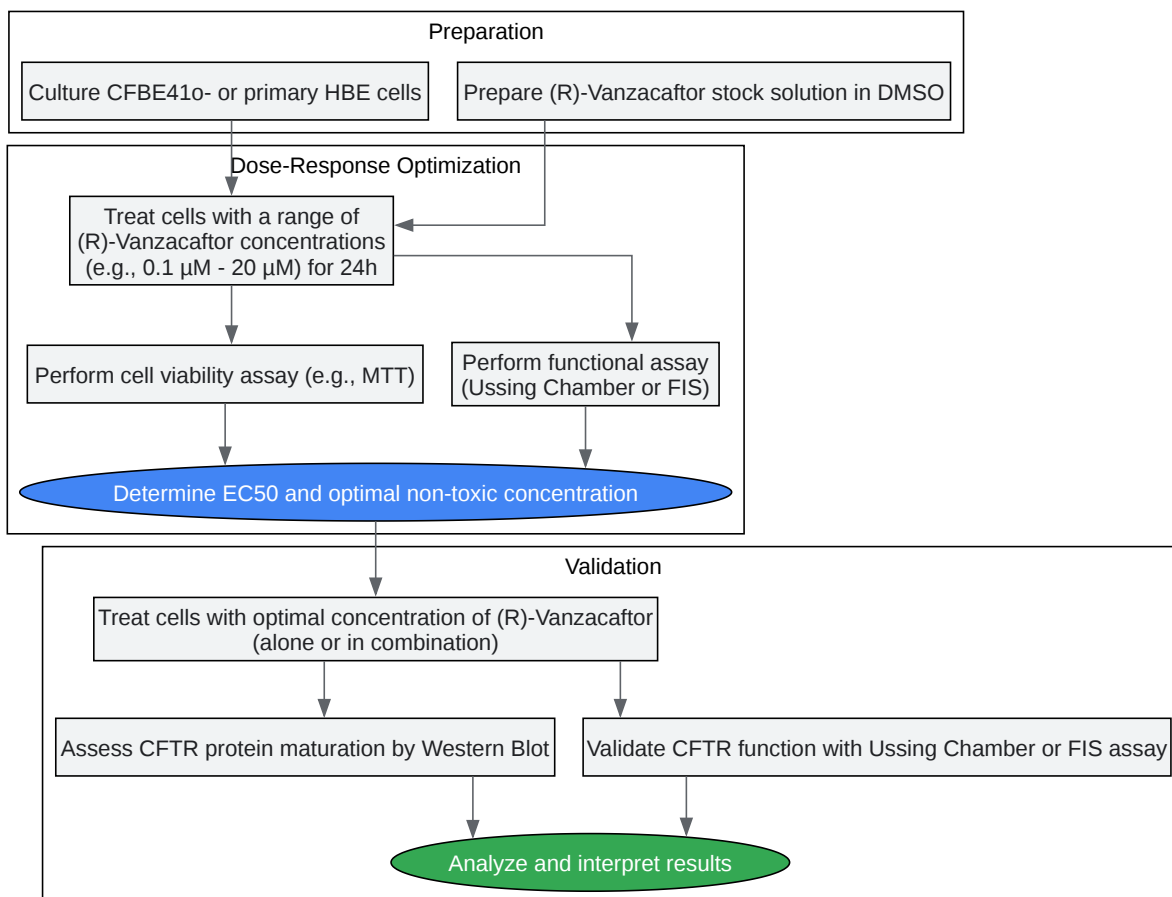 Preparation
Culture CFBE41o- or primary HBE cells
Prepare (R)-Vanzacaftor stock solution in DMSO
Dose-Response Optimization
Treat cells with a range of
(R)-Vanzacaftor concentrations
(e.g., 0.1 µM - 20 µM) for 24h
Perform cell viability assay (e.g., MTT)
Perform functional assay
(Ussing Chamber or FIS)
Determine EC50 and optimal non-toxic concentration
Validation
Treat cells with optimal concentration of (R)-Vanzacaftor
(alone or in combination)
Assess CFTR protein maturation by Western Blot
Validate CFTR function with Ussing Chamber or FIS assay
Analyze and interpret results